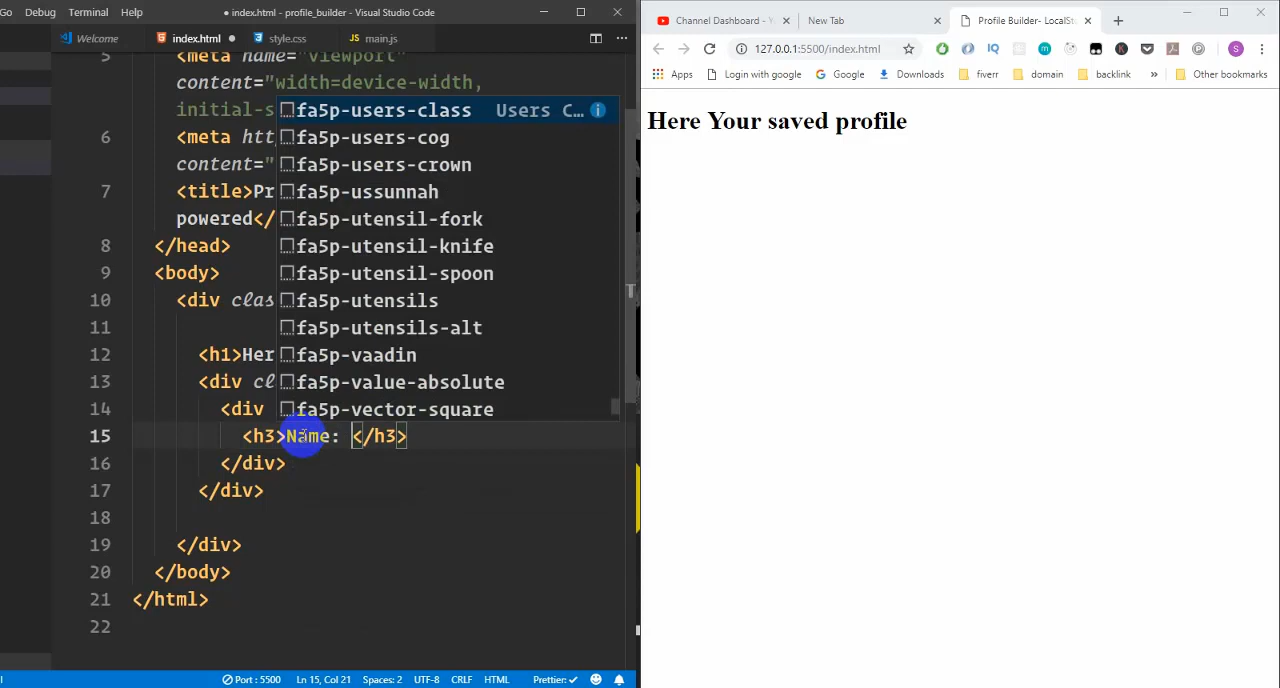 Go Debug Terminal Help • index.html - profile_builder - Visual Studio Code
Welcome index.html ● style.css JS main.js ...
5 <meta name="viewport"
content="width=device-width,
initial-s
6 <meta htt
content="
7 <title>Pr
powered</
8 </head>
9 <body>
10 <div clas
11
12 <h1>Her
13 <div cl
14 <div
15 <h3>Name: </h3>
16 </div>
17 </div>
18
19 </div>
20 </body>
21 </html>
22
fa5p-users-class Users C...
fa5p-users-cog
fa5p-users-crown
fa5p-ussunnah
fa5p-utensil-fork
fa5p-utensil-knife
fa5p-utensil-spoon
fa5p-utensils
fa5p-utensils-alt
fa5p-vaadin
fa5p-value-absolute
fa5p-vector-square
Port : 5500 Ln 15, Col 21 Spaces: 2 UTF-8 CRLF HTML Prettier: ✓
Channel Dashboard - Y New Tab Profile Builder- LocalSt
127.0.0.1:5500/index.html
Apps Login with google Google Downloads fiverr domain backlink » Other bookmarks
Here Your saved profile